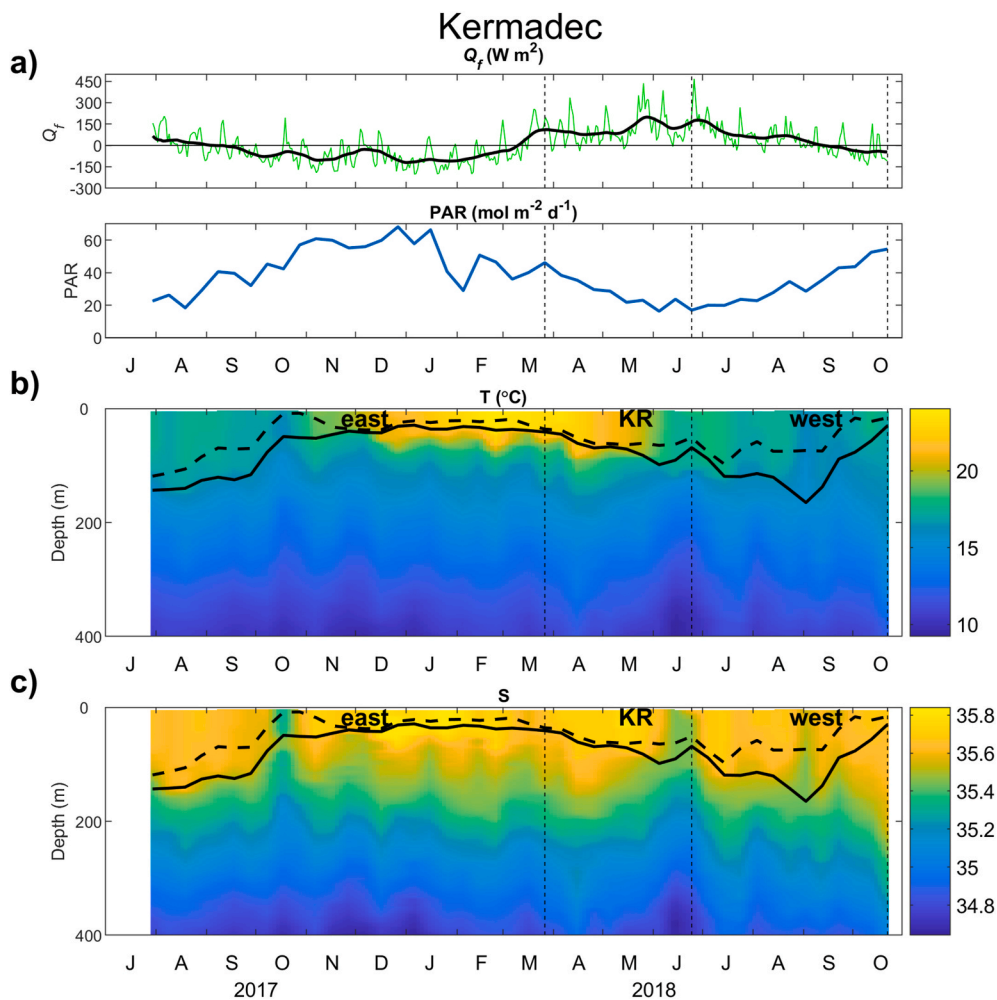 Kermadec
a)
Q_f (W m²)
450
300
150
0
-150
-300
Q_f
PAR (mol m⁻² d⁻¹)
60
40
20
0
PAR
J A S O N D J F M A M J J A S O
b)
T (°C)
east KR west
0
200
400
Depth (m)
20
15
10
J A S O N D J F M A M J J A S O
c)
S
east KR west
0
200
400
Depth (m)
35.8
35.6
35.4
35.2
35
34.8
J A S O N D J F M A M J J A S O
2017 2018